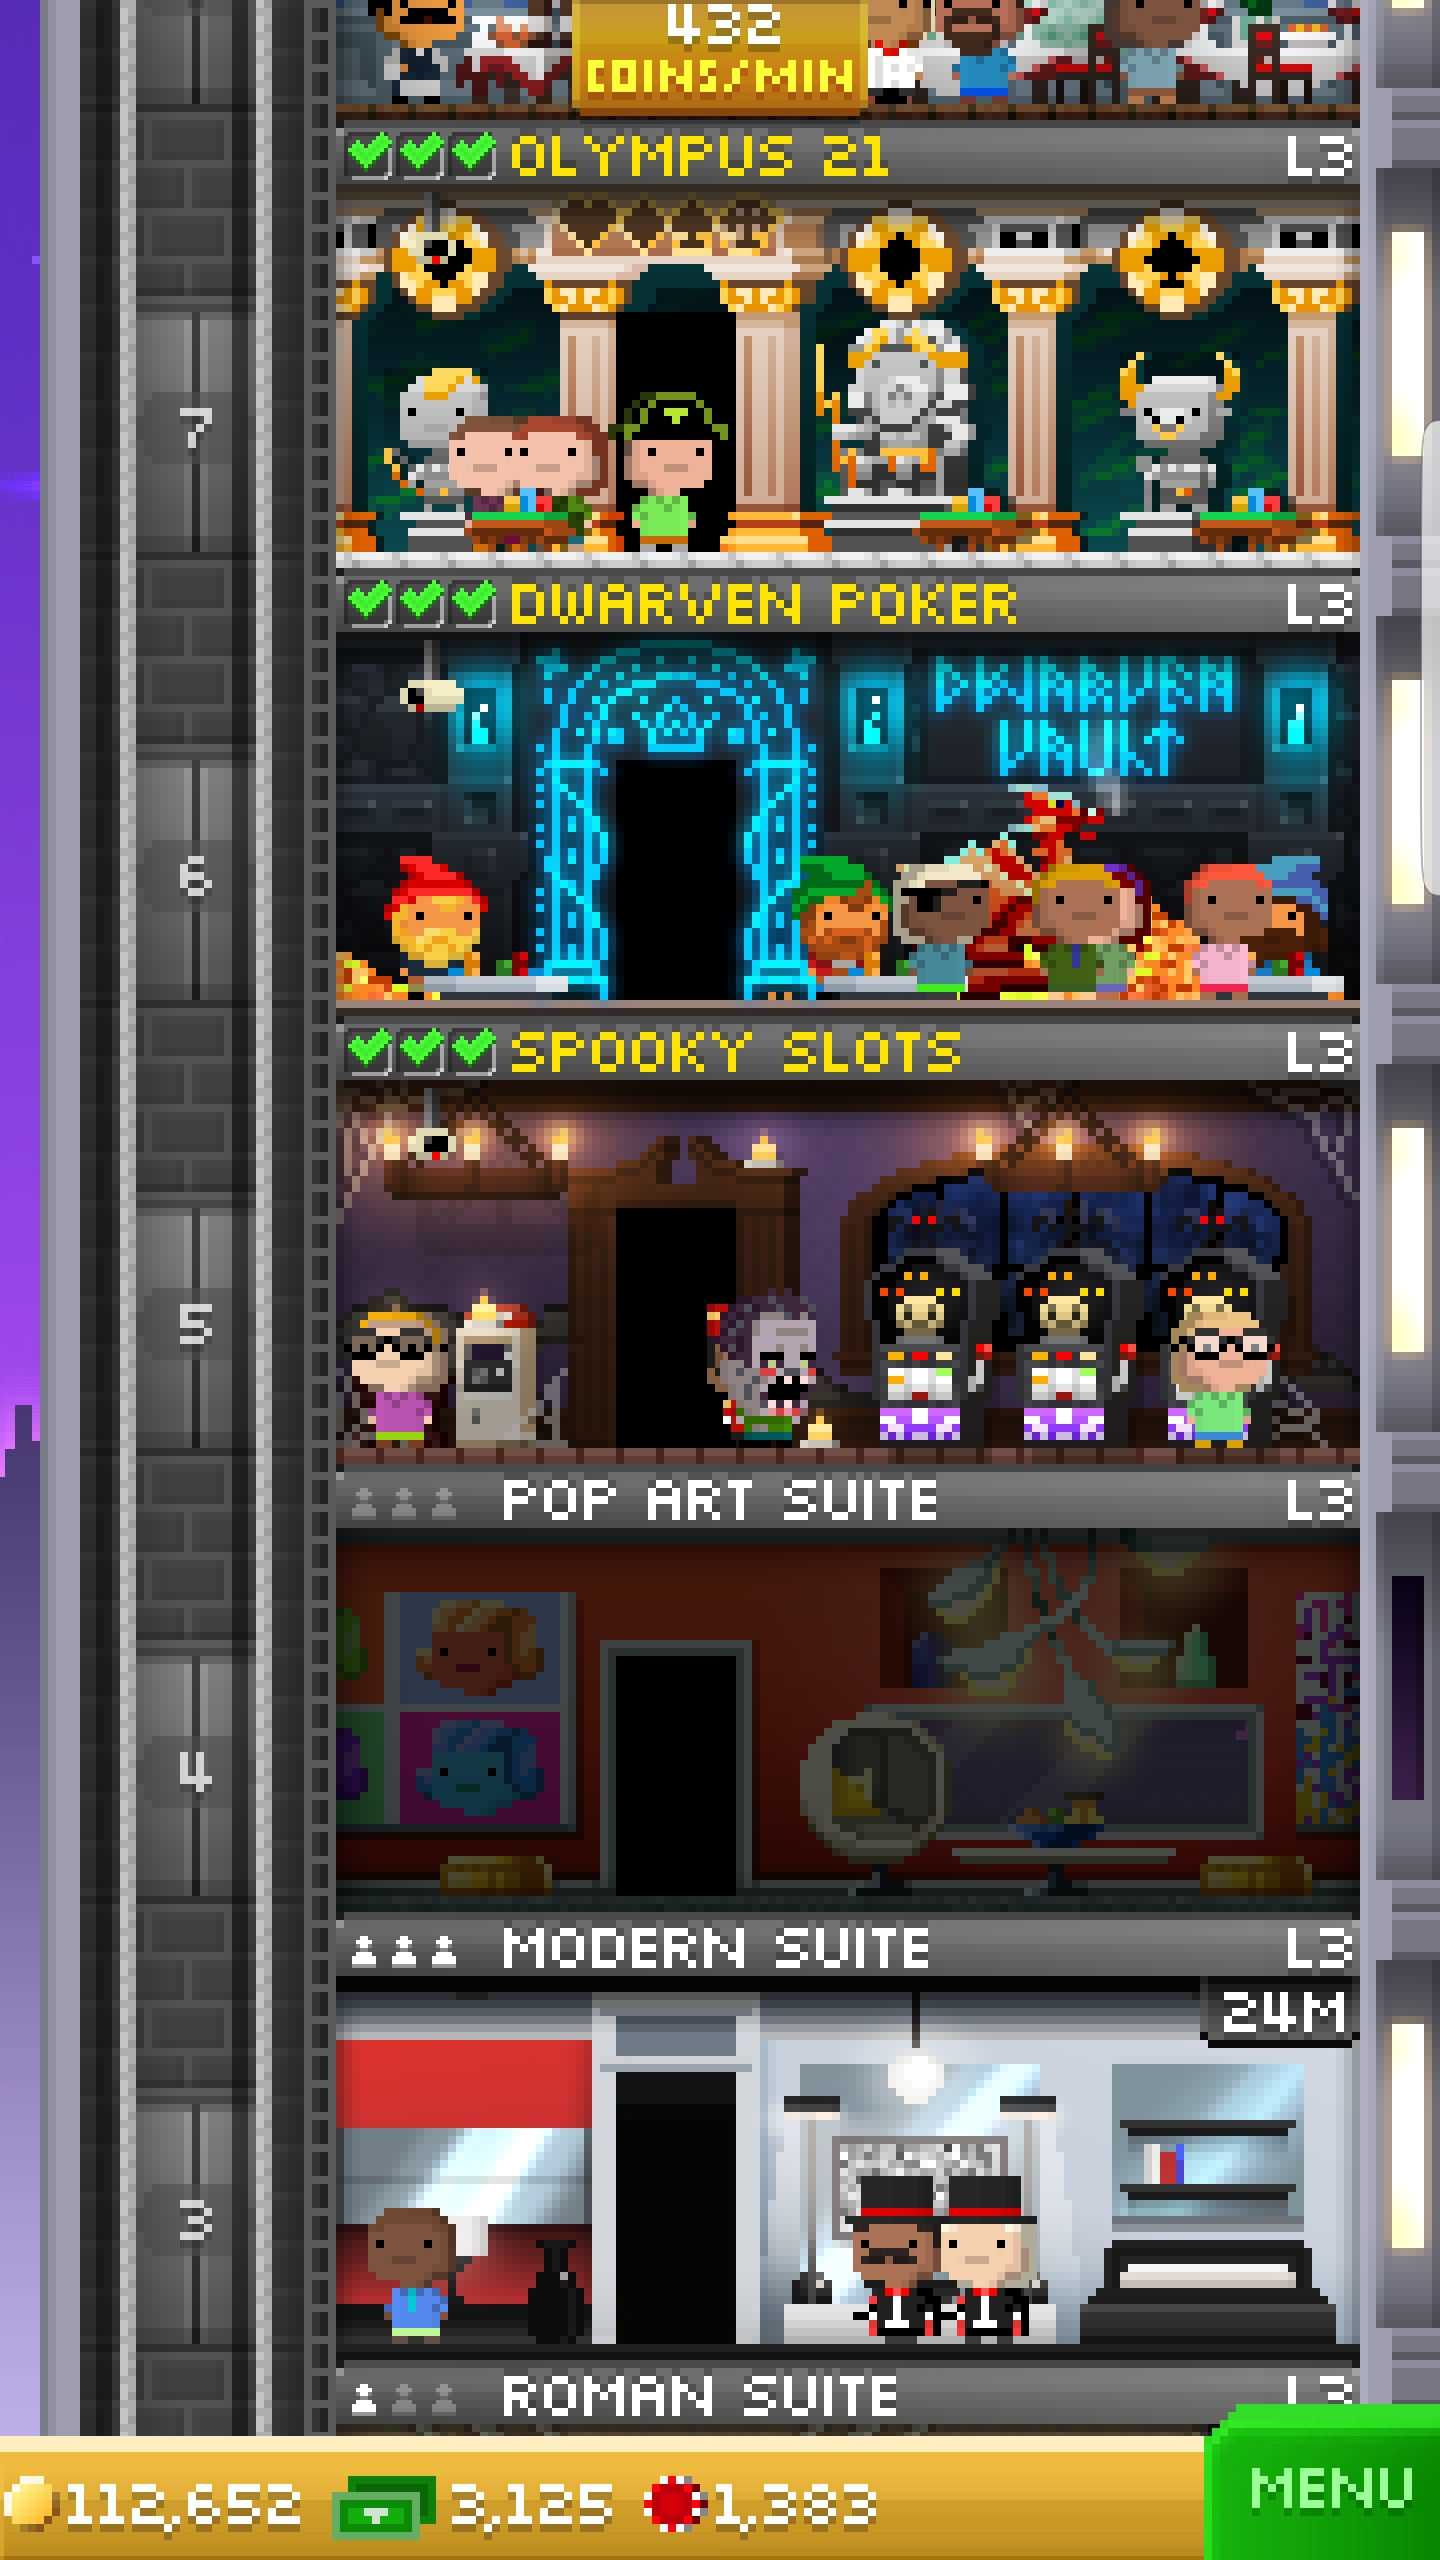 432
COINS/MIN
OLYMPUS 21 L3
7
DWARVEN POKER L3
DWARVEN
VAULT
6
SPOOKY SLOTS L3
5
POP ART SUITE L3
4
MODERN SUITE L3
24M
3
ROMAN SUITE L3
112,652 3,125 1,383 MENU